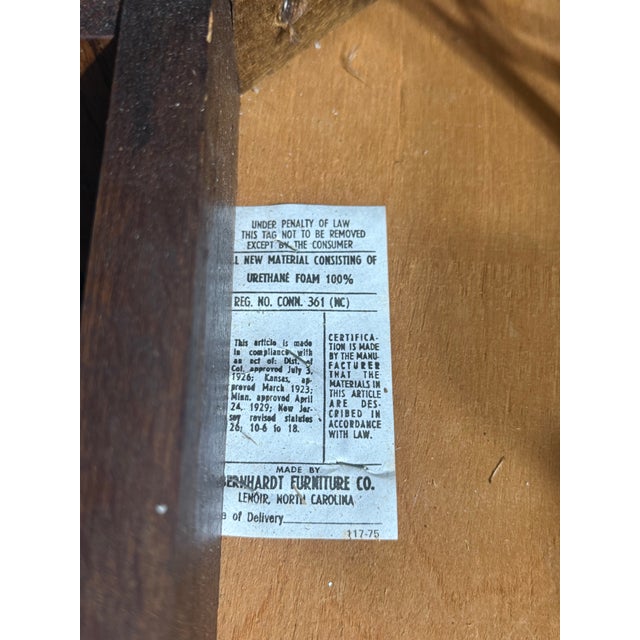 UNDER PENALTY OF LAW
THIS TAG NOT TO BE REMOVED
EXCEPT BY THE CONSUMER
L NEW MATERIAL CONSISTING OF
URETHANE FOAM 100%
REG. NO. CONN. 361 (NC)
This article is made
in compliance with
an act of: Dist. of
Col. approved July 3,
1926; Kansas, ap-
proved March 1923;
Minn. approved April
24, 1929; New Jer-
sey revised statutes
26; 10-6 to 18.
CERTIFICA-
TION IS MADE
BY THE MANU-
FACTURER
THAT THE
MATERIALS IN
THIS ARTICLE
ARE DES-
CRIBED IN
ACCORDANCE
WITH LAW.
MADE BY
BERNHARDT FURNITURE CO.
LENOIR, NORTH CAROLINA
e of Delivery
117-75